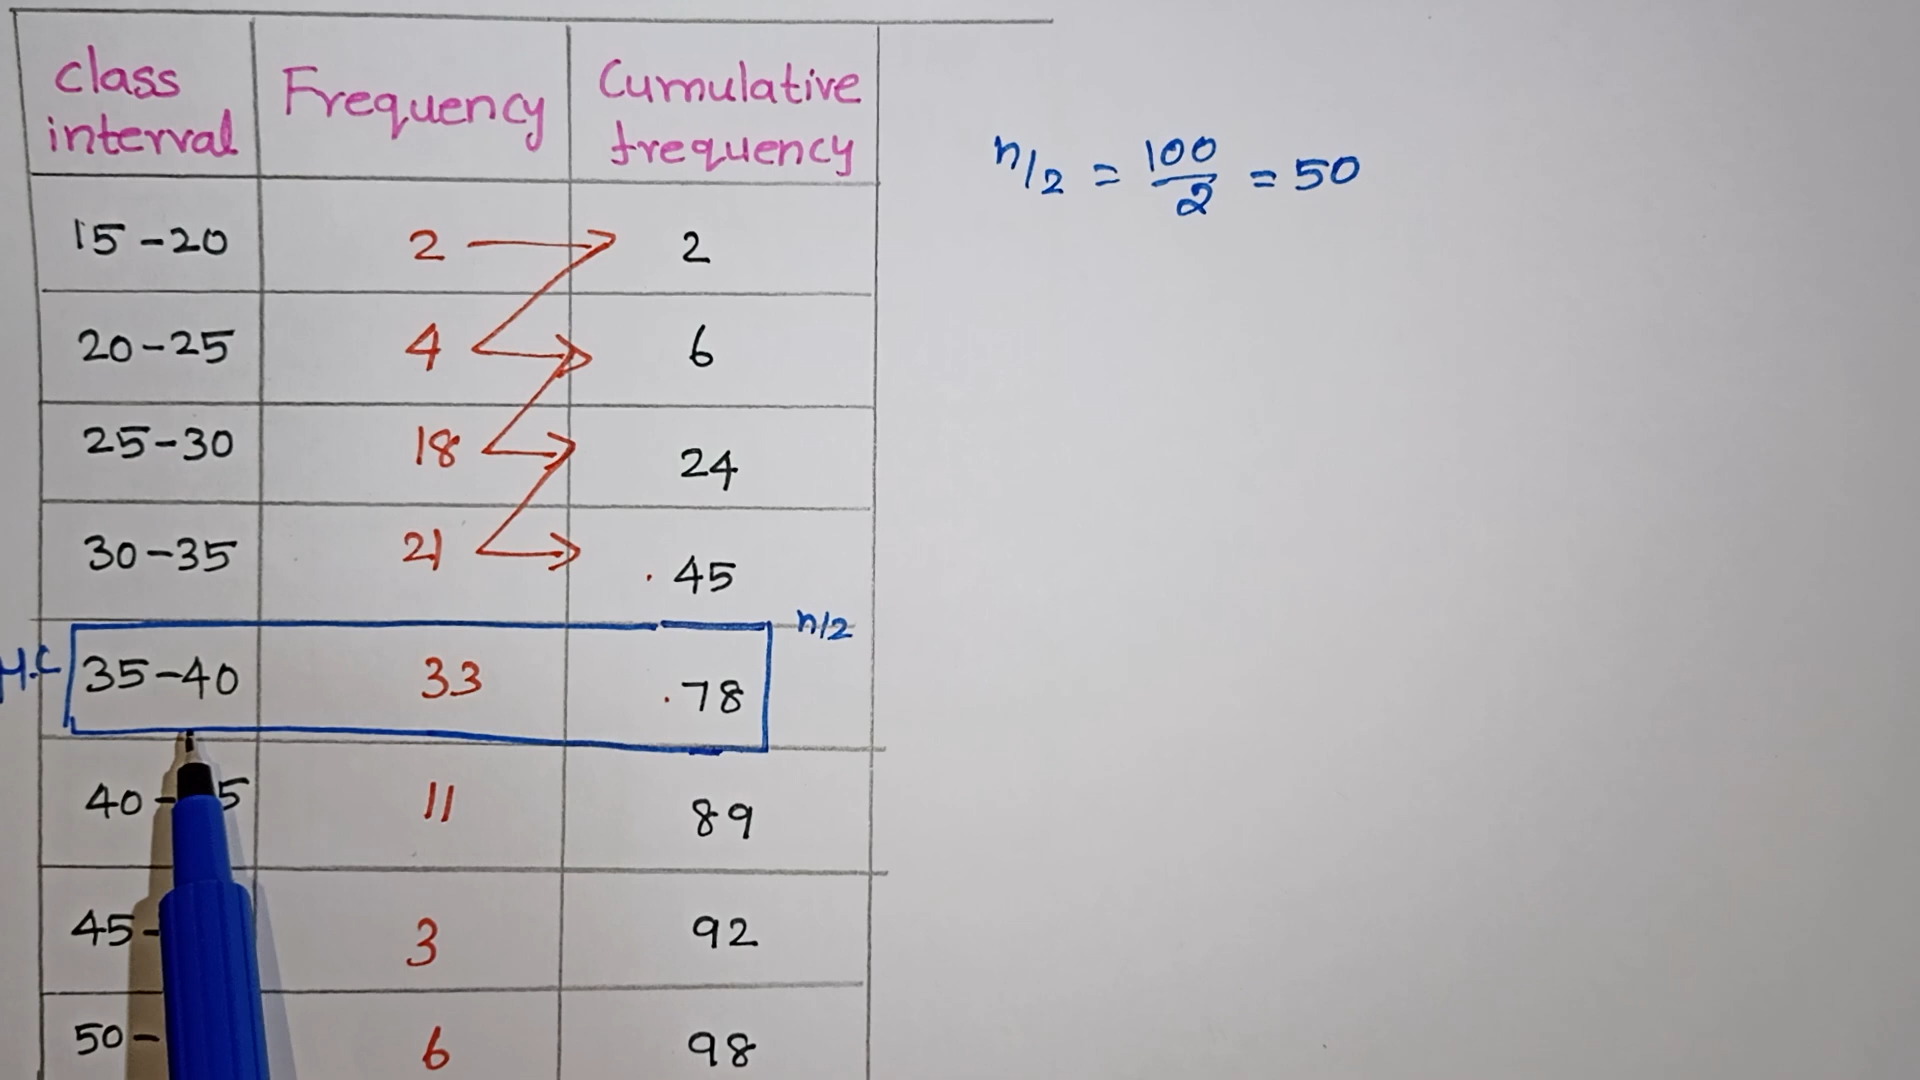 class interval Frequency Cumulative frequency
15-20 2 2
20-25 4 6
25-30 18 24
30-35 21 45
n/2
M.C 35-40 33 78
40- 5 11 89
45- 3 92
50- 6 98
n/2 = 100/2 = 50